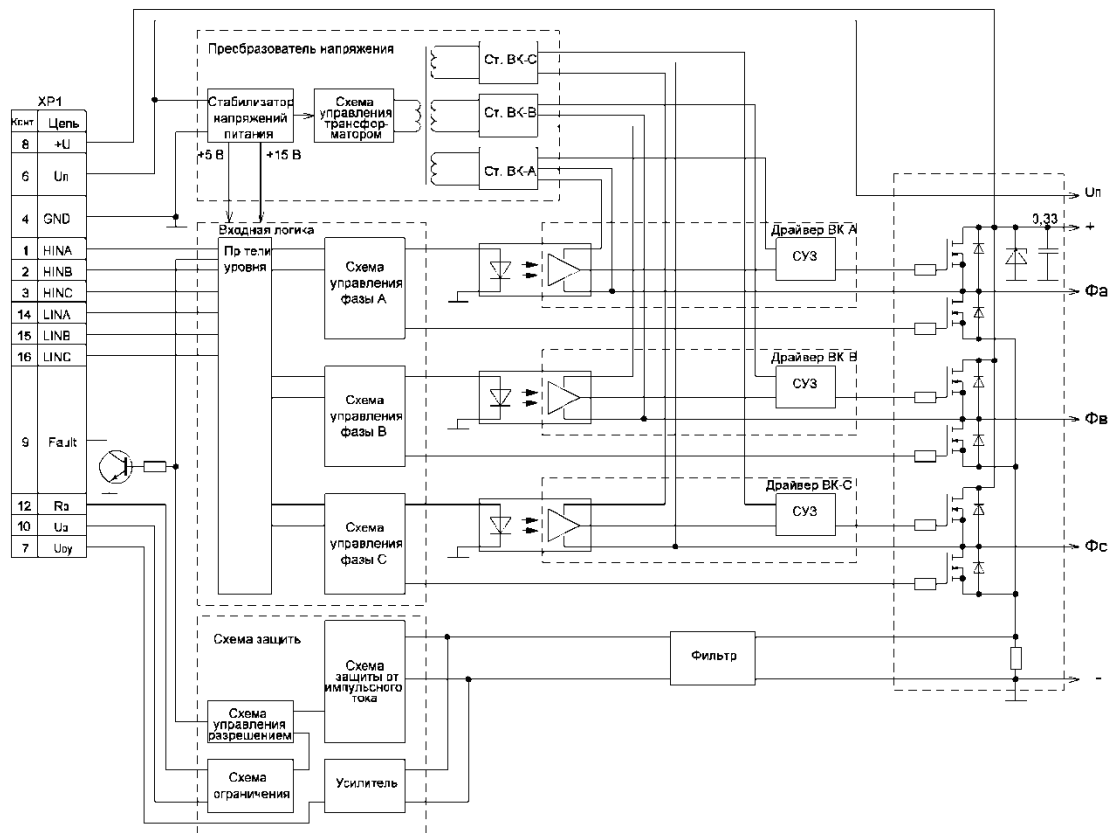 Преобразователь напряжения
Ст. ВК-С
Ст. ВК-В
Ст. ВК-А
Стабилизатор
напряжений
питания
Схема
управления
трансфор-
матором
+5 В
+15 В
XP1
Конт
Цепь
8
+U
6
Uп
4
GND
1
HINA
2
HINB
3
HINC
14
LINA
15
LINB
16
LINC
9
Fault
12
10
7
Входная логика
Пр тели
уровня
Схема
управления
фазы А
Схема
управления
фазы В
Схема
управления
фазы С
Драйвер ВК А
СУЗ
Драйвер ВК В
СУЗ
Драйвер ВК-С
СУЗ
Uп
0,33
+
Фа
Фв
Фс
-
Схема защить
Схема
защиты от
импульсного
тока
Схема
управления
разрешением
Схема
ограничения
Усилитель
Фильтр